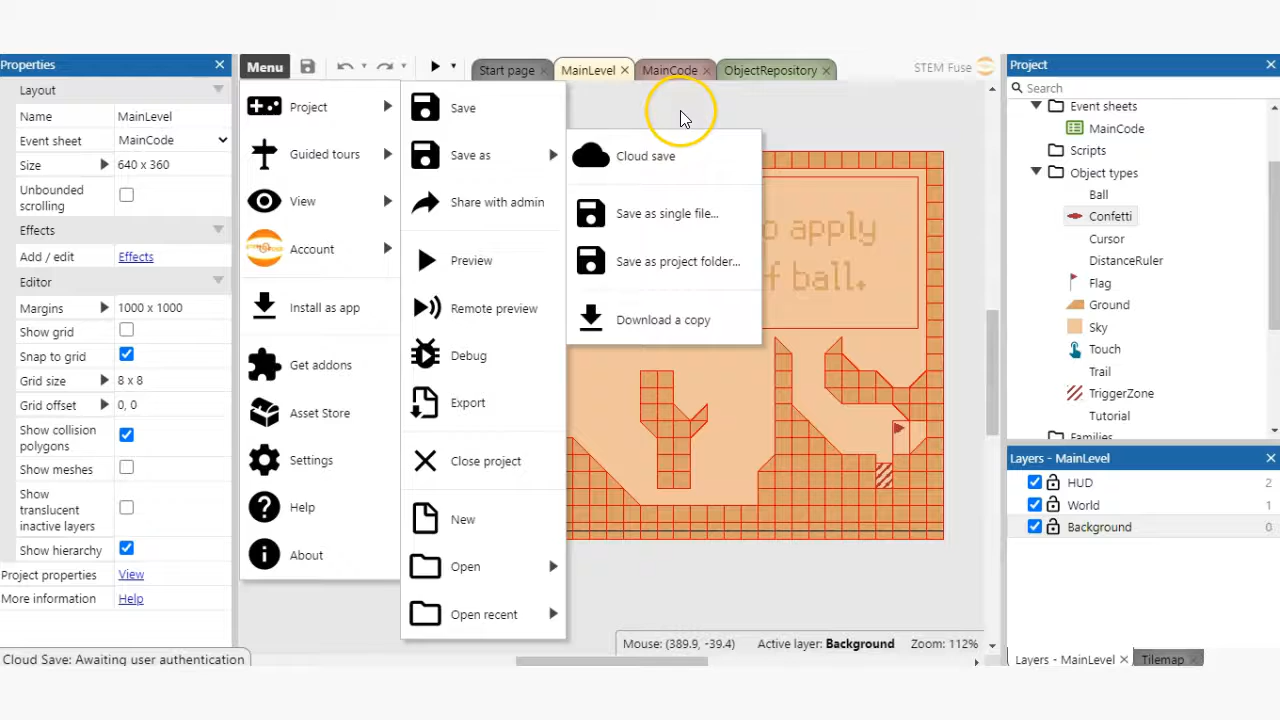 Properties
Layout
Name MainLevel
Event sheet MainCode
Size 640 x 360
Unbounded
scrolling
Effects
Add / edit Effects
Editor
Margins 1000 x 1000
Show grid
Snap to grid
Grid size 8 x 8
Grid offset 0, 0
Show collision
polygons
Show meshes
Show
translucent
inactive layers
Show hierarchy
Project properties View
More information Help
Cloud Save: Awaiting user authentication
Menu
Start page
MainLevel
MainCode
ObjectRepository
STEM Fuse
Project
Guided tours
View
Account
Install as app
Get addons
Asset Store
Settings
Help
About
Save
Save as
Share with admin
Preview
Remote preview
Debug
Export
Close project
New
Open
Open recent
Cloud save
Save as single file...
Save as project folder...
Download a copy
o apply
f ball.
Mouse: (389.9, -39.4) Active layer: Background Zoom: 112%
Project
Search
Event sheets
MainCode
Scripts
Object types
Ball
Confetti
Cursor
DistanceRuler
Flag
Ground
Sky
Touch
Trail
TriggerZone
Tutorial
Families
Layers - MainLevel
HUD 2
World 1
Background 0
Layers - MainLevel
Tilemap